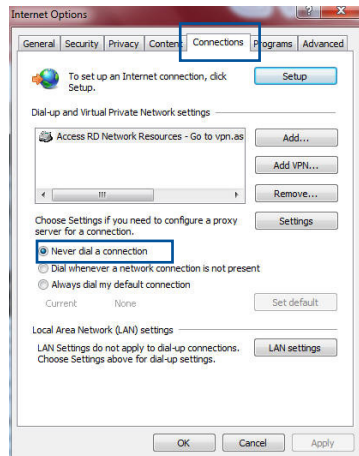 Internet Options
General Security Privacy Content Connections Programs Advanced
To set up an Internet connection, click
Setup.
Setup
Dial-up and Virtual Private Network settings
Access RD Network Resources - Go to vpn.as
Add...
Add VPN...
Remove...
Choose Settings if you need to configure a proxy
server for a connection.
Settings
Never dial a connection
Dial whenever a network connection is not present
Always dial my default connection
Current None
Set default
Local Area Network (LAN) settings
LAN Settings do not apply to dial-up connections.
Choose Settings above for dial-up settings.
LAN settings
OK Cancel Apply